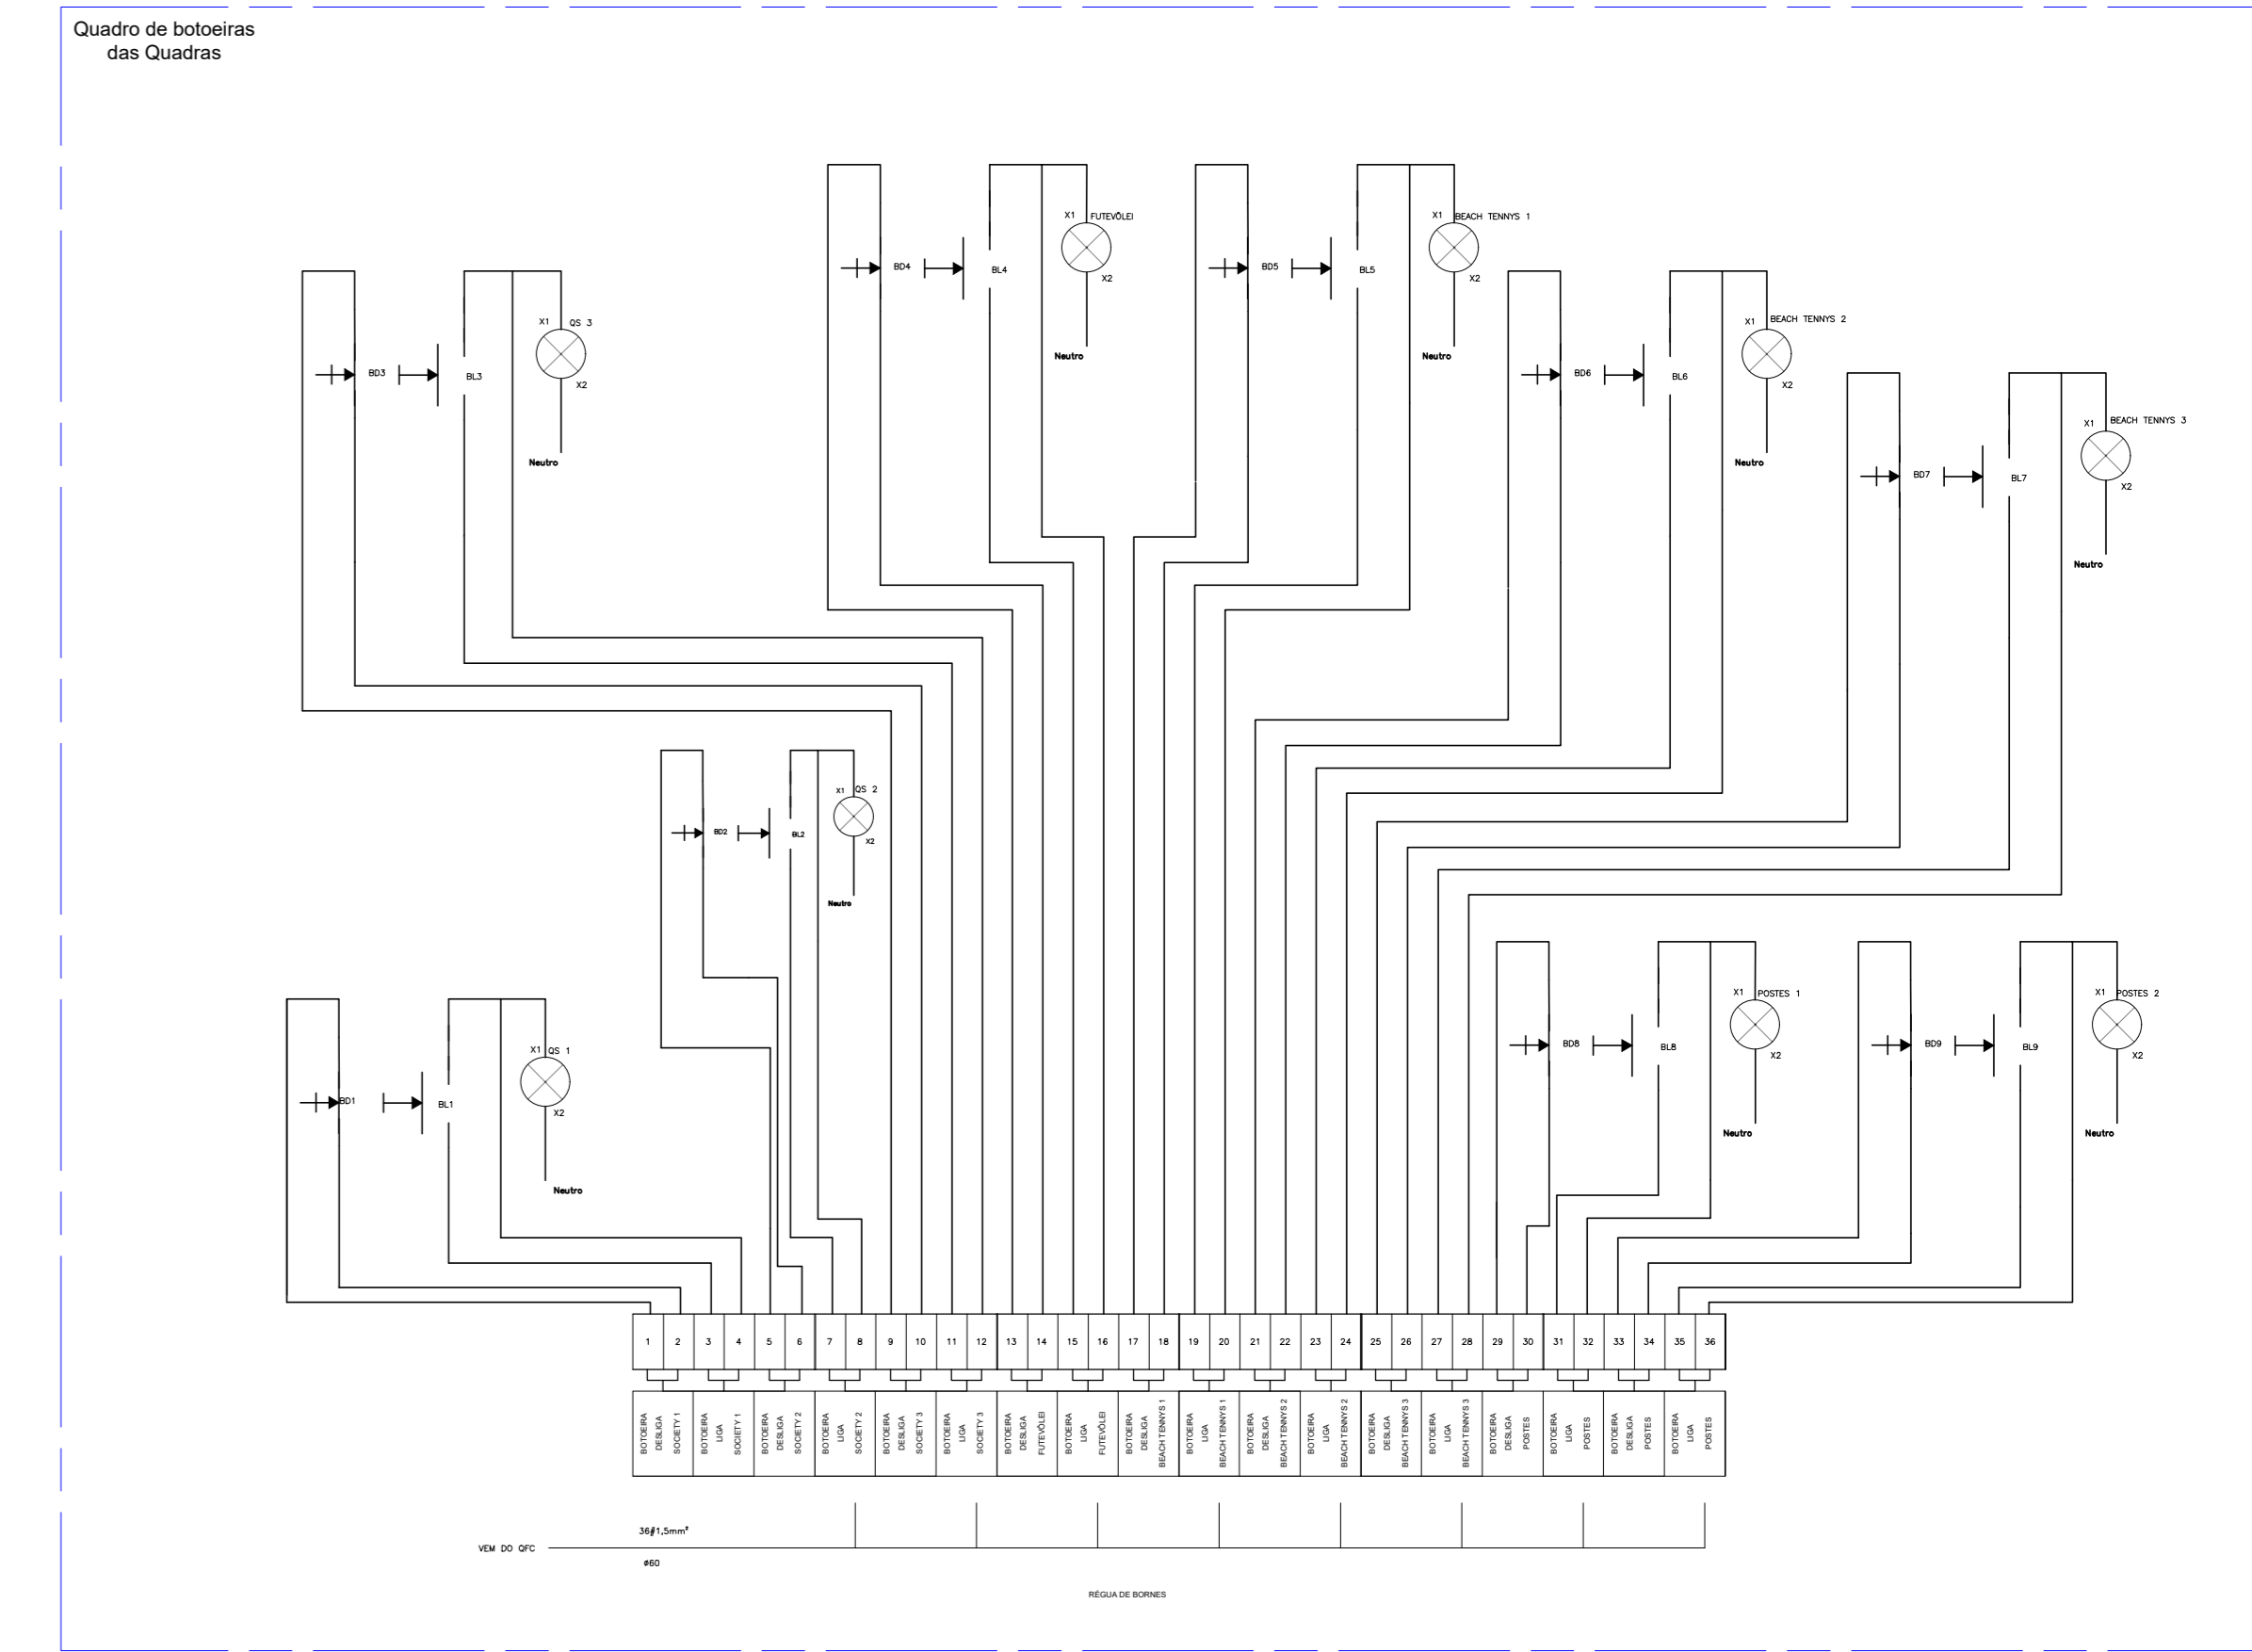 Quadro de botoeiras
das Quadras
X1 FUTEVÔLEI
BD4
BL4
X2
Neutro
X1 BEACH TENNYS 1
BD5
BL5
X2
Neutro
X1 QS 3
BD3
BL3
X2
Neutro
X1 BEACH TENNYS 2
BD6
BL6
X2
Neutro
X1 BEACH TENNYS 3
BD7
BL7
X2
Neutro
X1 QS 2
BD2
BL2
X2
Neutro
X1 QS 1
BD1
BL1
X2
Neutro
X1 POSTES 1
BD8
BL8
X2
Neutro
X1 POSTES 2
BD9
BL9
X2
Neutro
1 2 3 4 5 6 7 8 9 10 11 12 13 14 15 16 17 18 19 20 21 22 23 24 25 26 27 28 29 30 31 32 33 34 35 36
BOTOEIRA
DESLIGA
SOCIETY 1
BOTOEIRA
LIGA
SOCIETY 1
BOTOEIRA
DESLIGA
SOCIETY 2
BOTOEIRA
LIGA
SOCIETY 2
BOTOEIRA
DESLIGA
SOCIETY 3
BOTOEIRA
LIGA
SOCIETY 3
BOTOEIRA
DESLIGA
FUTEVÔLEI
BOTOEIRA
LIGA
FUTEVÔLEI
BOTOEIRA
DESLIGA
BEACH TENNYS 1
BOTOEIRA
LIGA
BEACH TENNYS 1
BOTOEIRA
DESLIGA
BEACH TENNYS 2
BOTOEIRA
LIGA
BEACH TENNYS 2
BOTOEIRA
DESLIGA
BEACH TENNYS 3
BOTOEIRA
LIGA
BEACH TENNYS 3
BOTOEIRA
DESLIGA
POSTES
BOTOEIRA
LIGA
POSTES
BOTOEIRA
DESLIGA
POSTES
BOTOEIRA
LIGA
POSTES
36#1,5mm²
VEM DO QFC
ø60
RÉGUA DE BORNES